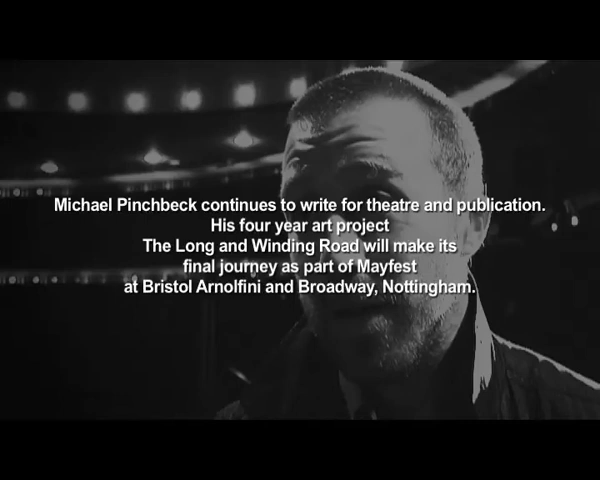 Michael Pinchbeck continues to write for theatre and publication.
His four year art project
The Long and Winding Road will make its
final journey as part of Mayfest
at Bristol Arnolfini and Broadway, Nottingham.